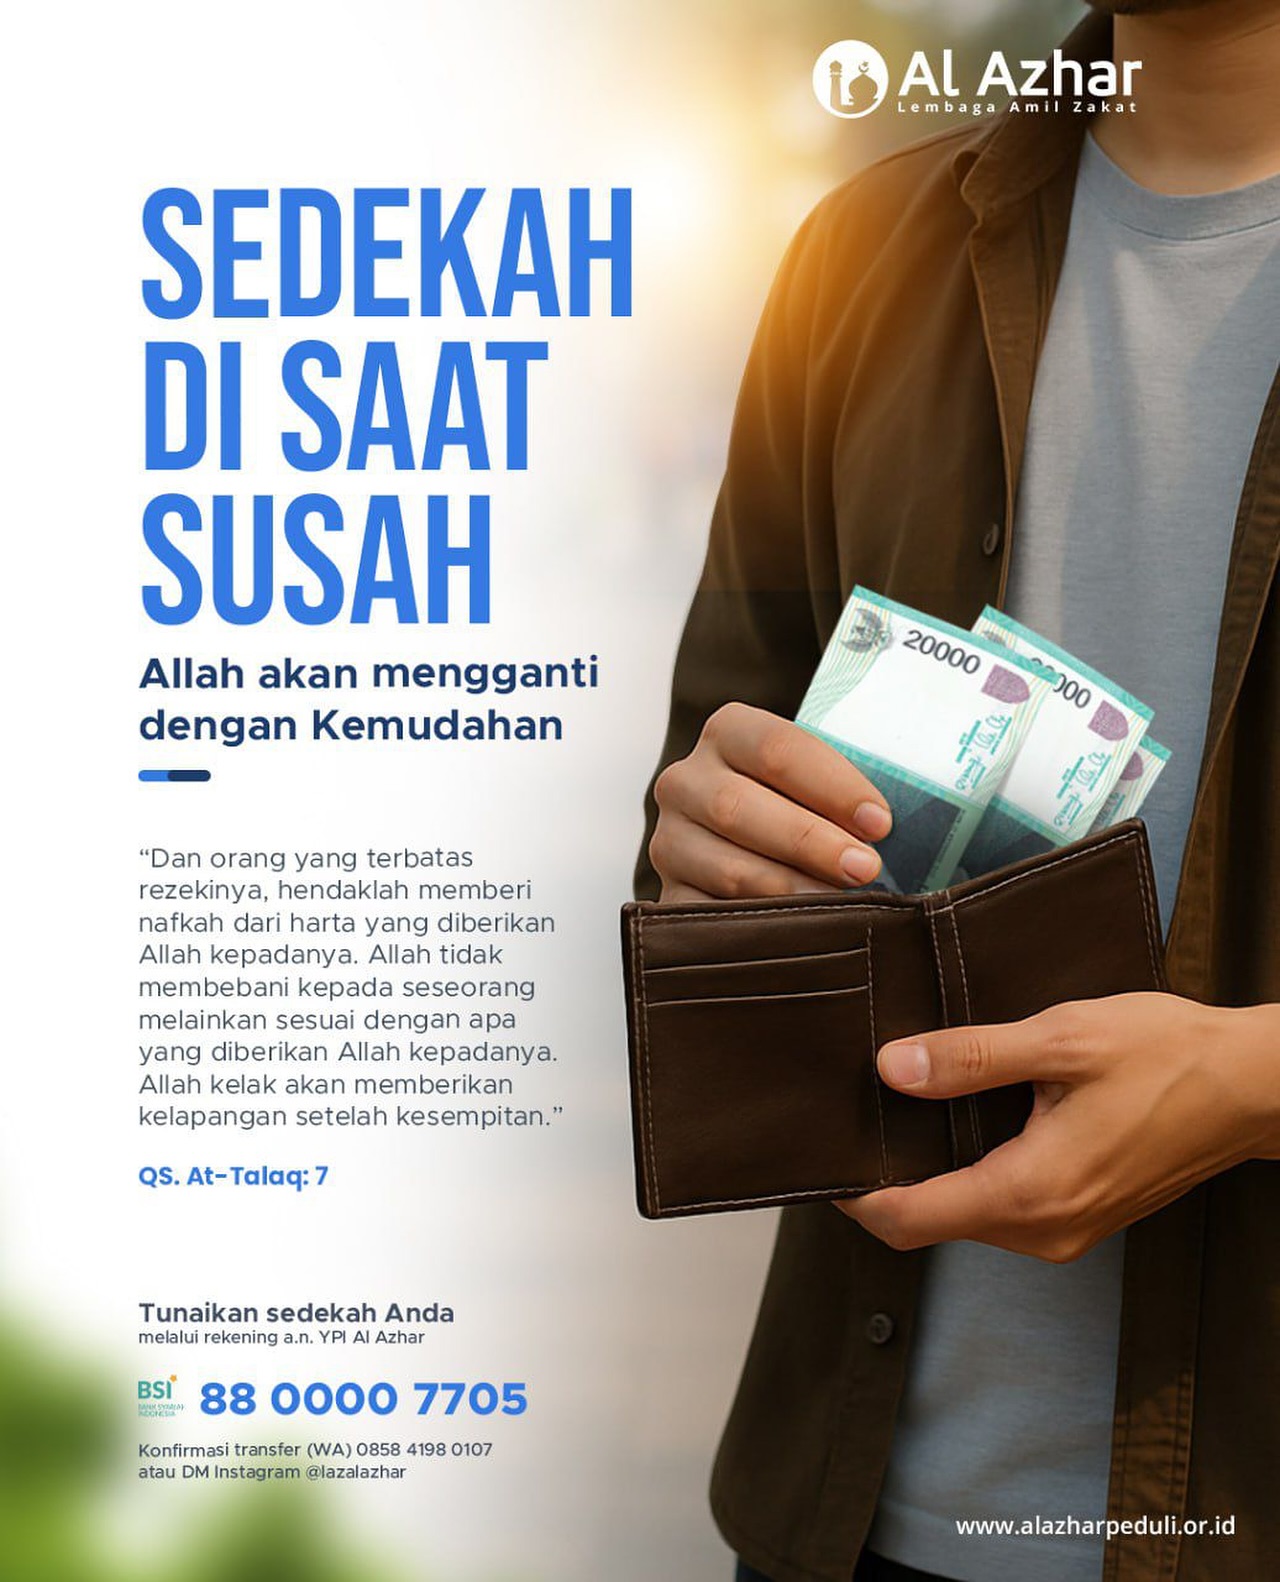 Al Azhar
Lembaga Amil Zakat
SEDEKAH
DI SAAT
SUSAH
Allah akan mengganti
dengan Kemudahan
“Dan orang yang terbatas
rezekinya, hendaklah memberi
nafkah dari harta yang diberikan
Allah kepadanya. Allah tidak
membebani kepada seseorang
melainkan sesuai dengan apa
yang diberikan Allah kepadanya.
Allah kelak akan memberikan
kelapangan setelah kesempitan.”
QS. At-Talaq: 7
20000
000
Tunaikan sedekah Anda
melalui rekening a.n. YPI Al Azhar
BSI
BANK SYARIAH
INDONESIA
88 0000 7705
Konfirmasi transfer (WA) 0858 4198 0107
atau DM Instagram @lazalazhar
www.alazharpeduli.or.id